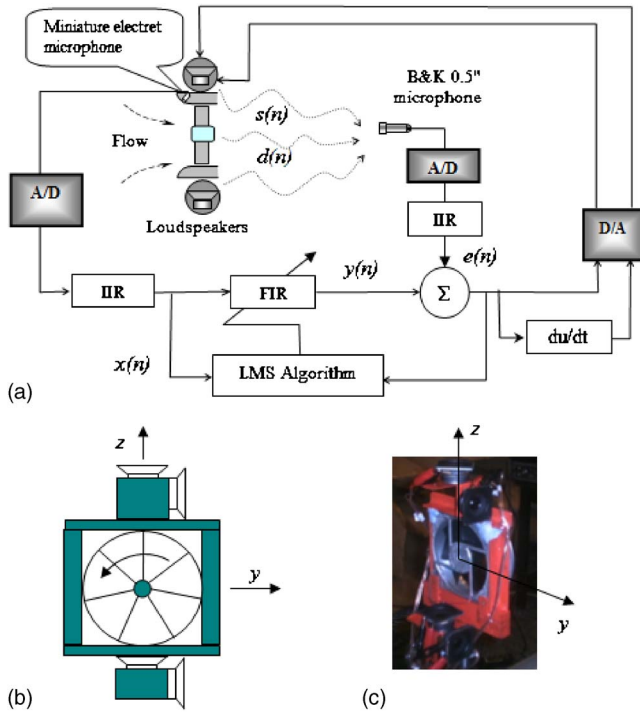 Miniature electret
microphone
B&K 0.5"
microphone
s(n)
Flow
d(n)
A/D
A/D
Loudspeakers
IIR
D/A
IIR
FIR
y(n)
Σ
e(n)
du/dt
x(n)
LMS Algorithm
(a)
z
y
(b)
z
y
(c)